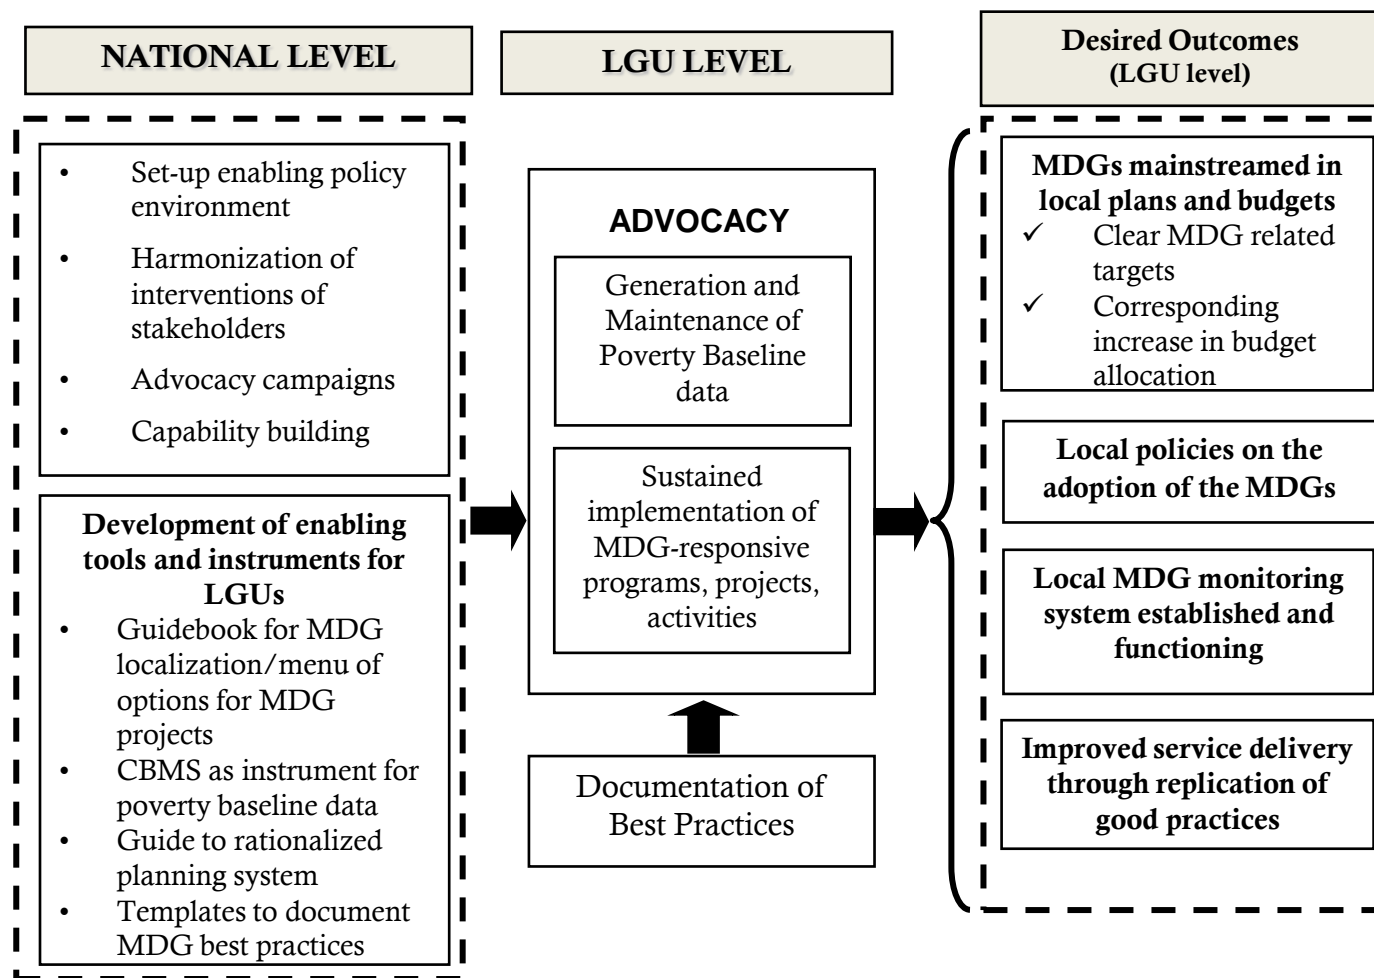 NATIONAL LEVEL
• Set-up enabling policy
environment
• Harmonization of
interventions of
stakeholders
• Advocacy campaigns
• Capability building
Development of enabling
tools and instruments for
LGUs
• Guidebook for MDG
localization/menu of
options for MDG
projects
• CBMS as instrument for
poverty baseline data
• Guide to rationalized
planning system
• Templates to document
MDG best practices
LGU LEVEL
ADVOCACY
Generation and
Maintenance of
Poverty Baseline
data
Sustained
implementation of
MDG-responsive
programs, projects,
activities
Documentation of
Best Practices
Desired Outcomes
(LGU level)
MDGs mainstreamed in
local plans and budgets
✓ Clear MDG related
targets
✓ Corresponding
increase in budget
allocation
Local policies on the
adoption of the MDGs
Local MDG monitoring
system established and
functioning
Improved service delivery
through replication of
good practices